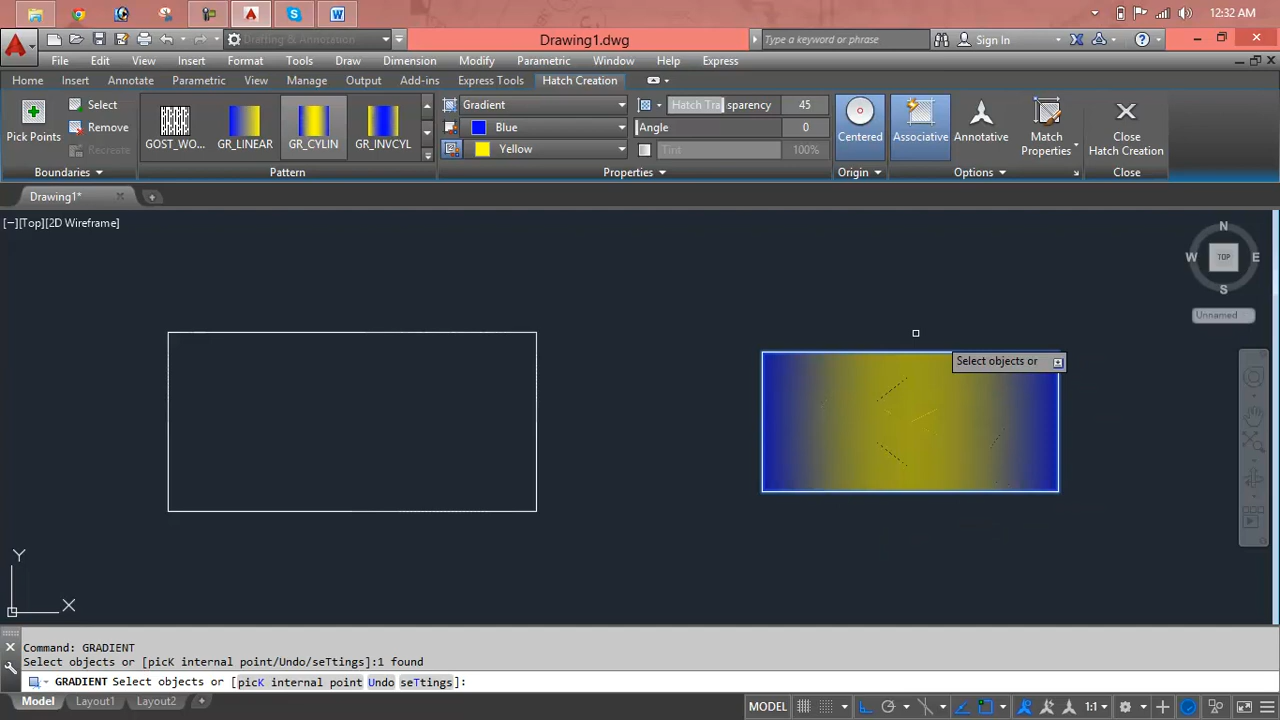 12:32 AM
Drafting & Annotation
Drawing1.dwg
Type a keyword or phrase
Sign In
File Edit View Insert Format Tools Draw Dimension Modify Parametric Window Help Express
Home Insert Annotation Parametric View Manage Output Add-ins Express Tools Hatch Creation
Pick Points
Select
Remove
Recreate
Boundaries
GOST_WO...
GR_LINEAR
GR_CYLIN
GR_INVCYL
Pattern
Gradient
Blue
Yellow
Hatch Tra sparency 45
Angle 0
Tint 100%
Properties
Centered
Origin
Associative
Annotative
Match
Properties
Options
Close
Hatch Creation
Close
Drawing1*
[−][Top][2D Wireframe]
N
W TOP E
S
Unnamed
Select objects or
Y
X
Command: GRADIENT
Select objects or [picK internal point/Undo/seTtings]:1 found
GRADIENT Select objects or [picK internal point Undo seTtings]:
Model Layout1 Layout2
MODEL
1:1